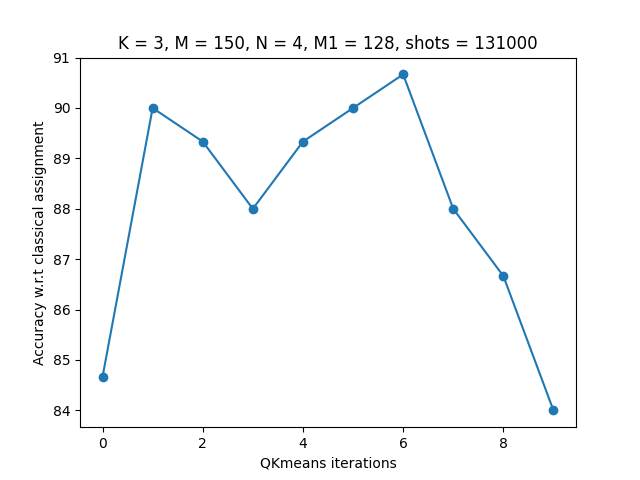 K = 3, M = 150, N = 4, M1 = 128, shots = 131000
Accuracy w.r.t classical assignment
91
90
89
88
87
86
85
84
0 2 4 6 8
QKmeans iterations